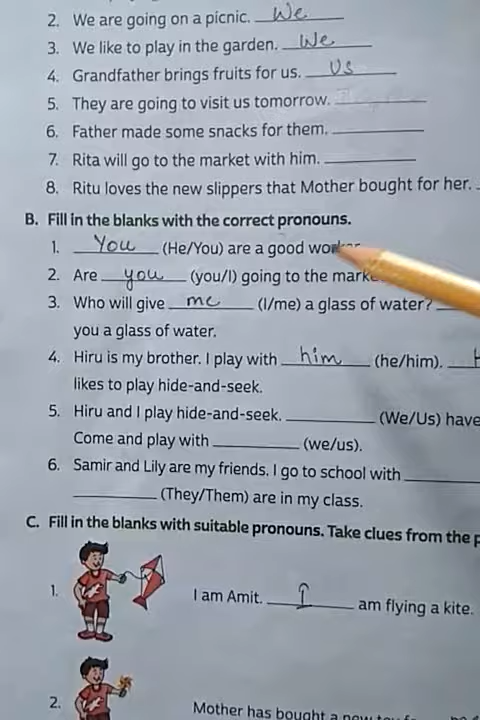 2. We are going on a picnic. We
3. We like to play in the garden. We
4. Grandfather brings fruits for us. Us
5. They are going to visit us tomorrow.
6. Father made some snacks for them.
7. Rita will go to the market with him.
8. Ritu loves the new slippers that Mother bought for her.
B. Fill in the blanks with the correct pronouns.
1. You (He/You) are a good
2. Are you (you/I) going to the
3. Who will give me (I/me) a glass of water?
you a glass of water.
4. Hiru is my brother. I play with him (he/him).
likes to play hide-and-seek.
5. Hiru and I play hide-and-seek. (We/Us) have
Come and play with (we/us).
6. Samir and Lily are my friends. I go to school with
(They/Them) are in my class.
C. Fill in the blanks with suitable pronouns. Take clues from the
1. I am Amit. I am flying a kite.
2. Mother has bought a new toy